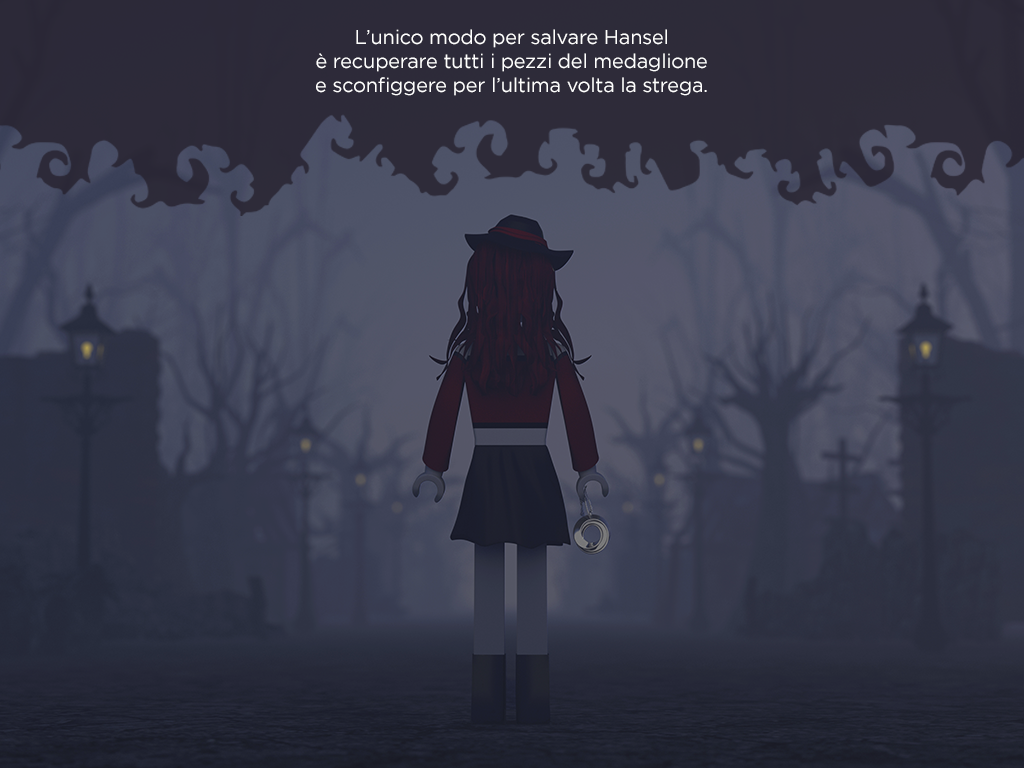 L’unico modo per salvare Hansel
è recuperare tutti i pezzi del medaglione
e sconfiggere per l’ultima volta la strega.